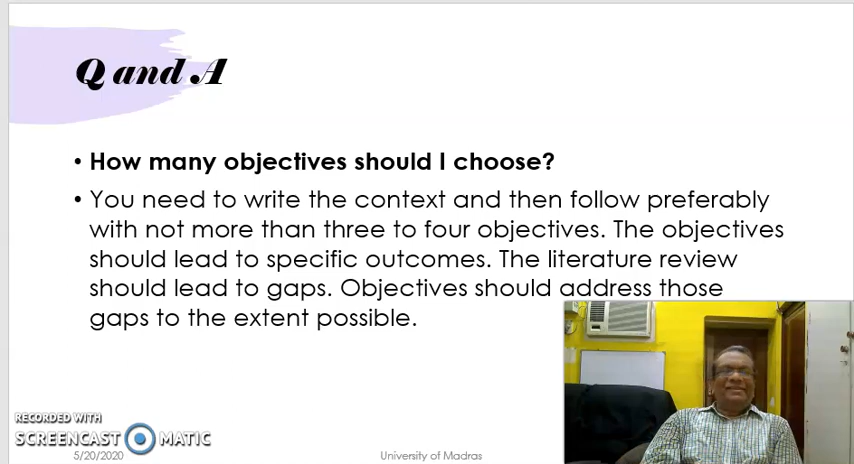 Q and A
• How many objectives should I choose?
• You need to write the context and then follow preferably
with not more than three to four objectives. The objectives
should lead to specific outcomes. The literature review
should lead to gaps. Objectives should address those
gaps to the extent possible.
RECORDED WITH
SCREENCAST MATIC
5/20/2020
University of Madras